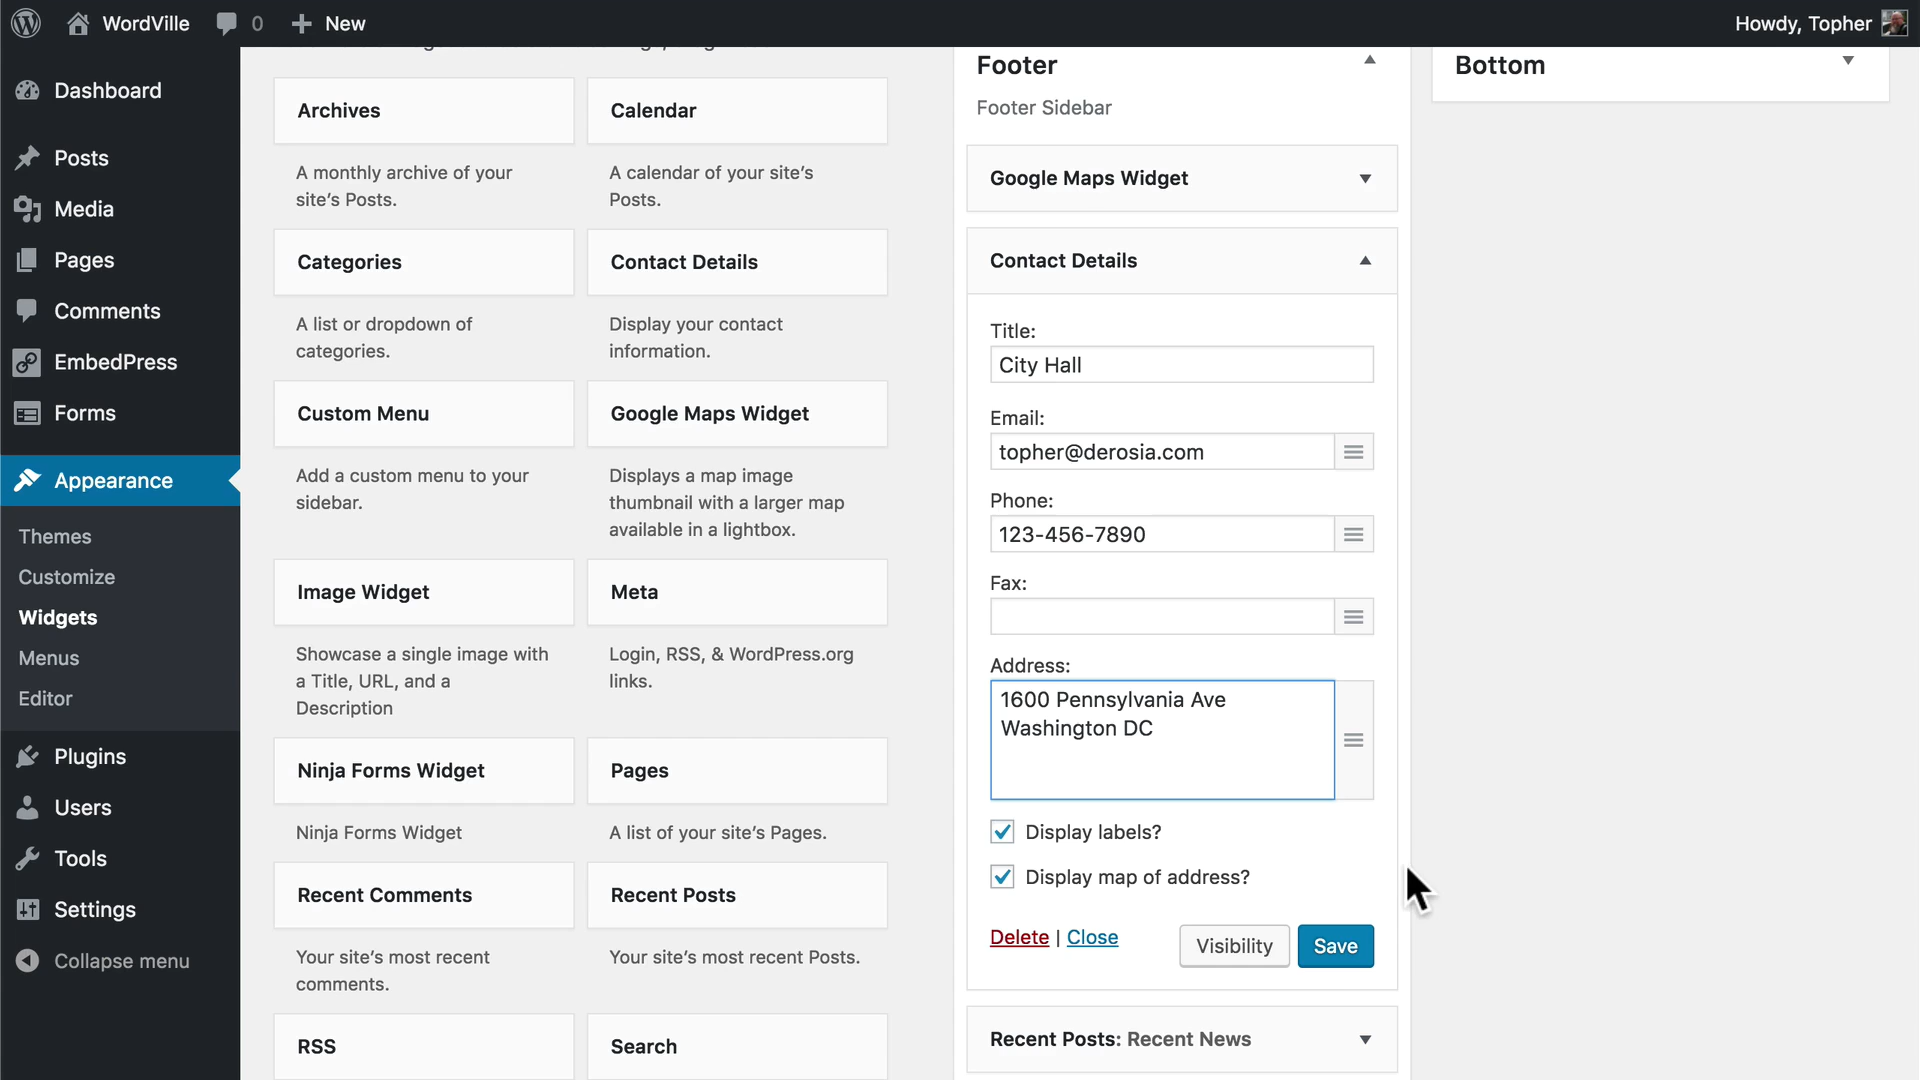 WordVille
0
New
Howdy, Topher
Dashboard
Posts
Media
Pages
Comments
EmbedPress
Forms
Appearance
Themes
Customize
Widgets
Menus
Editor
Plugins
Users
Tools
Settings
Collapse menu
Archives
A monthly archive of your
site’s Posts.
Calendar
A calendar of your site’s
Posts.
Categories
A list or dropdown of
categories.
Contact Details
Display your contact
information.
Custom Menu
Add a custom menu to your
sidebar.
Google Maps Widget
Displays a map image
thumbnail with a larger map
available in a lightbox.
Image Widget
Showcase a single image with
a Title, URL, and a
Description
Meta
Login, RSS, & WordPress.org
links.
Ninja Forms Widget
Ninja Forms Widget
Pages
A list of your site’s Pages.
Recent Comments
Your site’s most recent
comments.
Recent Posts
Your site’s most recent Posts.
RSS
Search
Footer
Footer Sidebar
Google Maps Widget
Contact Details
Title:
City Hall
Email:
topher@derosia.com
Phone:
123-456-7890
Fax:
Address:
1600 Pennsylvania Ave
Washington DC
Display labels?
Display map of address?
Delete | Close
Visibility
Save
Recent Posts: Recent News
Bottom